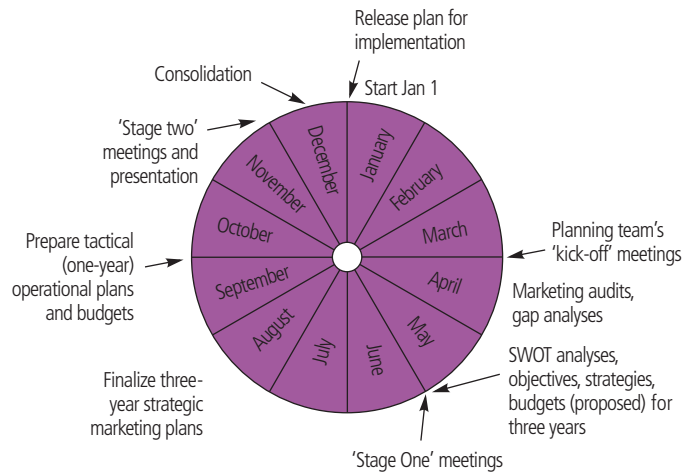 Release plan for
implementation
Start Jan 1
Consolidation
‘Stage two’
meetings and
presentation
Prepare tactical
(one-year)
operational plans
and budgets
Finalize three-
year strategic
marketing plans
‘Stage One’ meetings
SWOT analyses,
objectives, strategies,
budgets (proposed) for
three years
Marketing audits,
gap analyses
Planning team’s
‘kick-off’ meetings
January
February
March
April
May
June
July
August
September
October
November
December